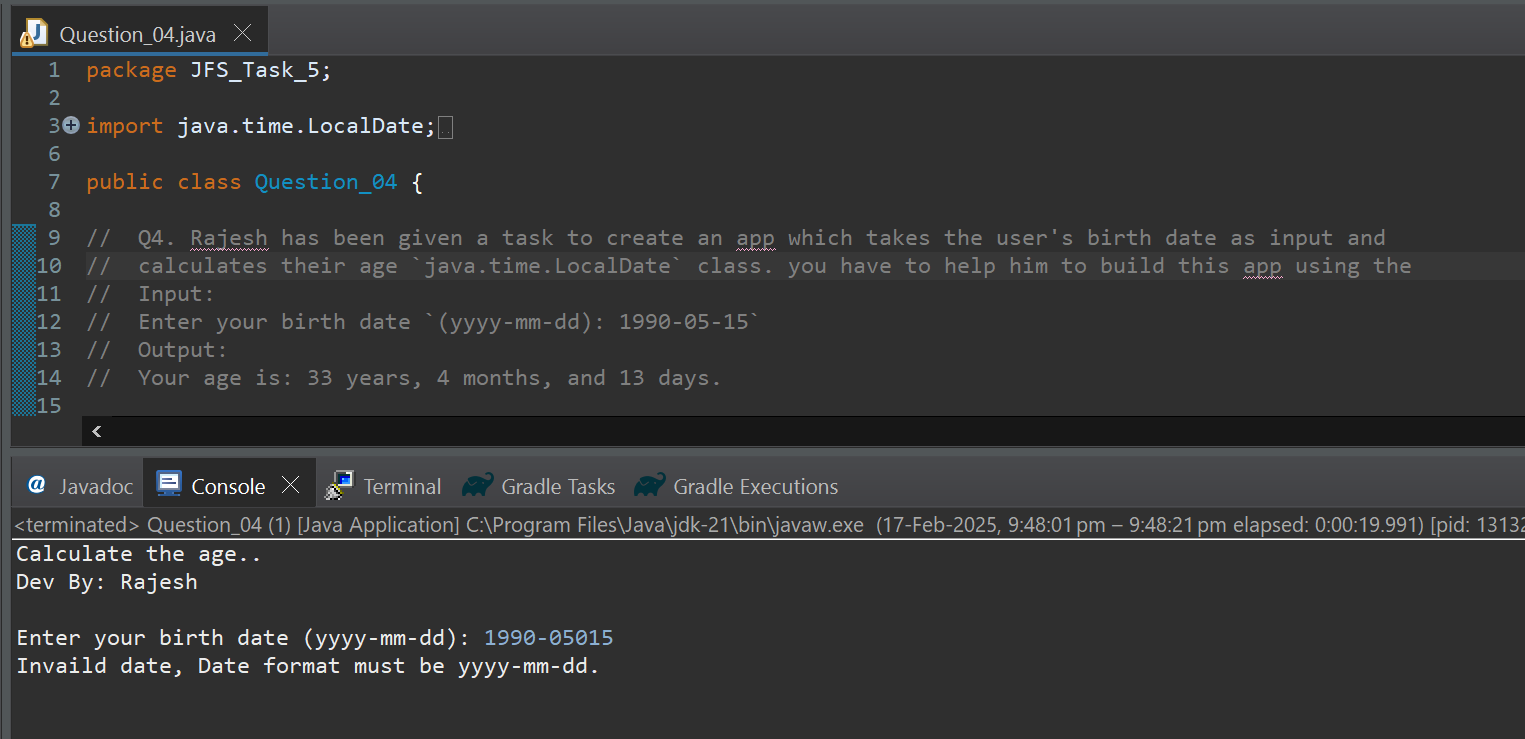 Question_04.java
1 package JFS_Task_5;
2
3 import java.time.LocalDate;
6
7 public class Question_04 {
8
9 //  Q4. Rajesh has been given a task to create an app which takes the user's birth date as input and
10 //  calculates their age `java.time.LocalDate` class. you have to help him to build this app using the
11 //  Input:
12 //  Enter your birth date `(yyyy-mm-dd): 1990-05-15`
13 //  Output:
14 //  Your age is: 33 years, 4 months, and 13 days.
15
@ Javadoc Console Terminal Gradle Tasks Gradle Executions
<terminated> Question_04 (1) [Java Application] C:\Program Files\Java\jdk-21\bin\javaw.exe (17-Feb-2025, 9:48:01 pm – 9:48:21 pm elapsed: 0:00:19.991) [pid: 13132
Calculate the age..
Dev By: Rajesh
Enter your birth date (yyyy-mm-dd): 1990-05015
Invaild date, Date format must be yyyy-mm-dd.